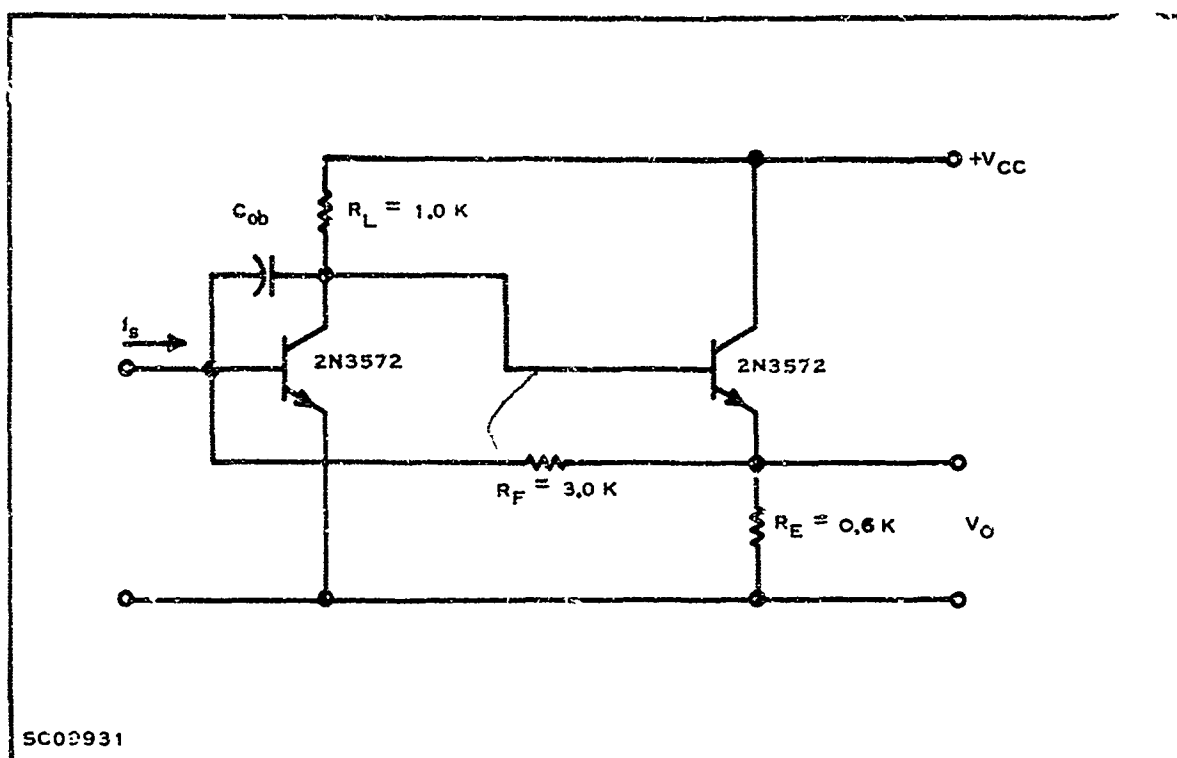 +VCC
Cob
RL = 1.0 K
is
2N3572
2N3572
RF = 3.0 K
RE = 0.6 K
VO
SC09931